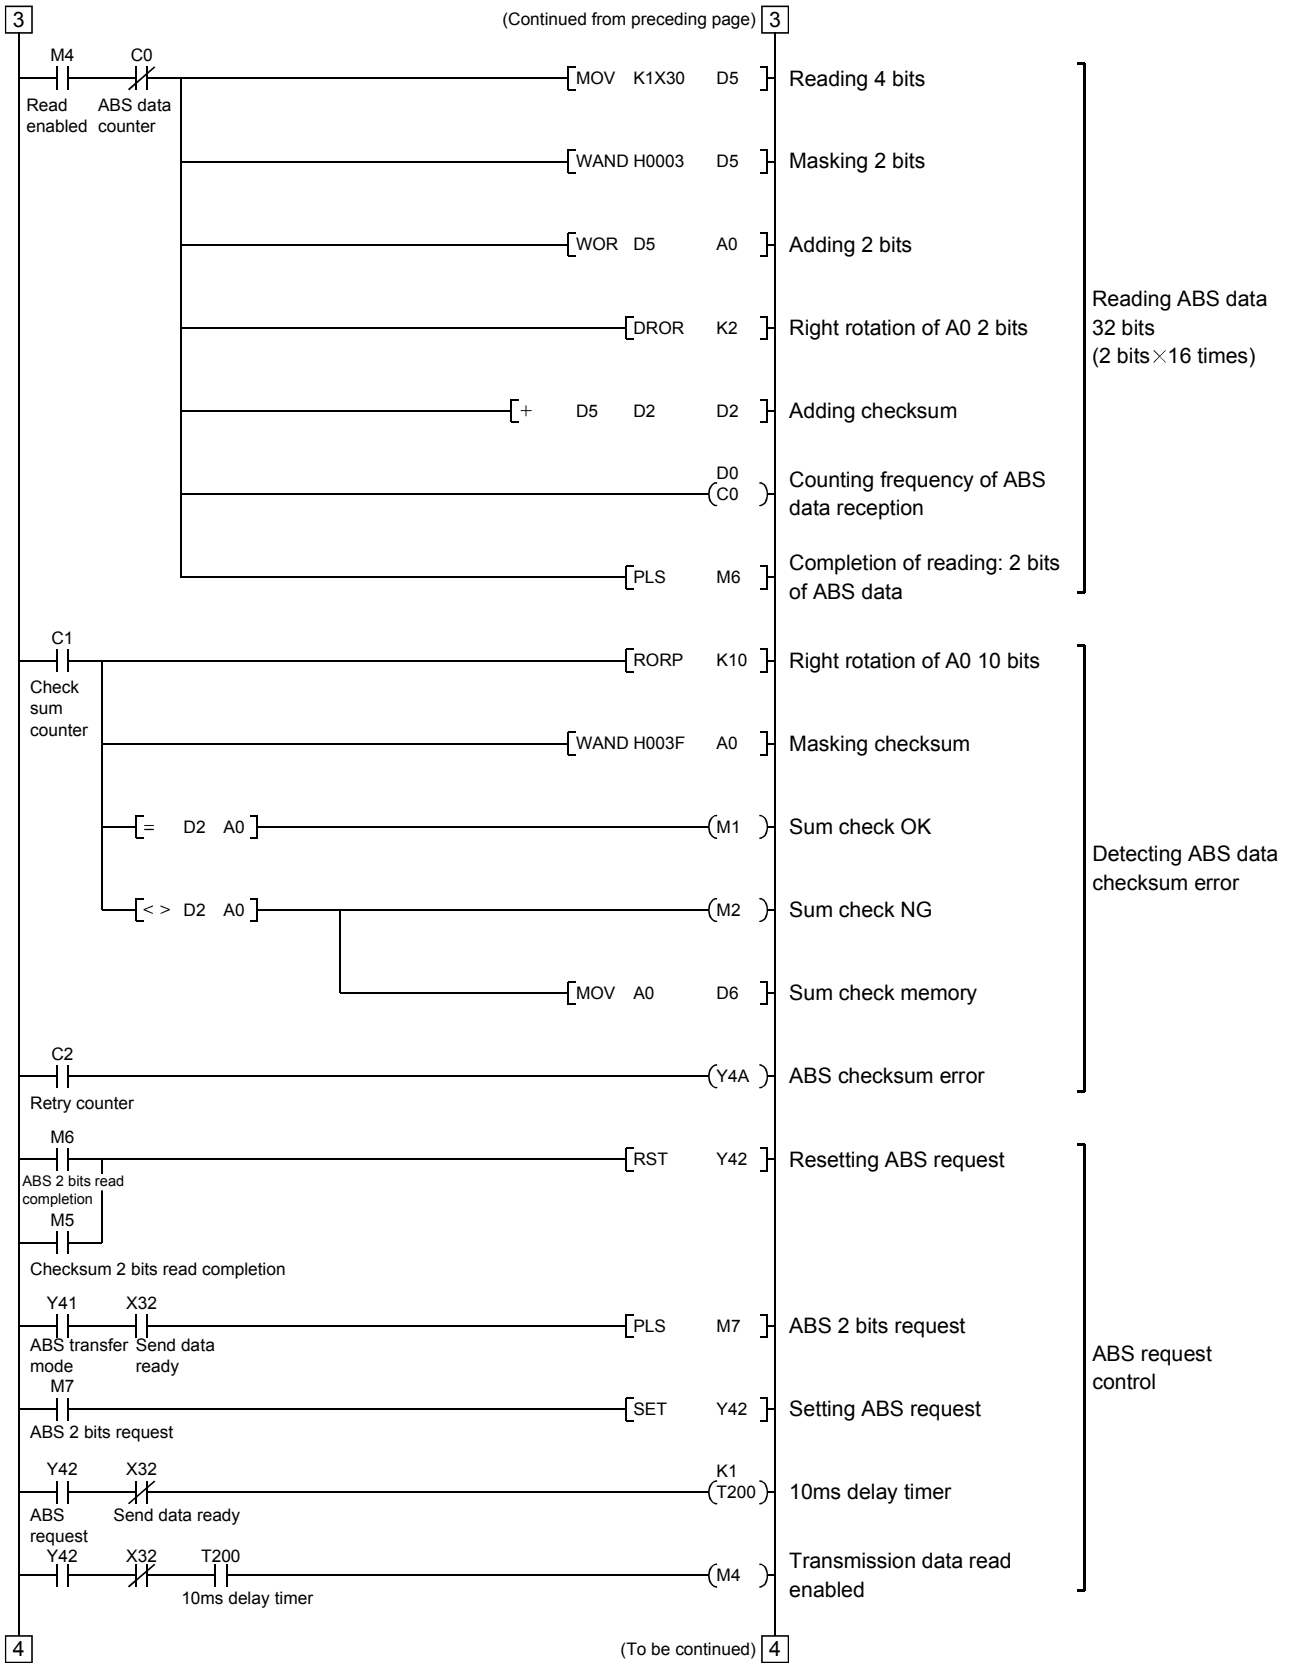 3 (Continued from preceding page) 3
M4 C0
MOV K1X30 D5 Reading 4 bits
Read ABS data
enabled counter
WAND H0003 D5 Masking 2 bits
WOR D5 A0 Adding 2 bits
Reading ABS data
32 bits
(2 bits×16 times)
DROR K2 Right rotation of A0 2 bits
+ D5 D2 D2 Adding checksum
D0
C0 Counting frequency of ABS
data reception
PLS M6 Completion of reading: 2 bits
of ABS data
C1
RORP K10 Right rotation of A0 10 bits
Check
sum
counter
WAND H003F A0 Masking checksum
= D2 A0 M1 Sum check OK
Detecting ABS data
checksum error
< > D2 A0 M2 Sum check NG
MOV A0 D6 Sum check memory
C2
Y4A ABS checksum error
Retry counter
M6
RST Y42 Resetting ABS request
ABS 2 bits read
completion
M5
Checksum 2 bits read completion
Y41 X32
PLS M7 ABS 2 bits request
ABS transfer Send data
mode ready
ABS request
control
M7
SET Y42 Setting ABS request
ABS 2 bits request
Y42 X32 K1
T200 10ms delay timer
ABS Send data ready
request
Y42 X32 T200
M4 Transmission data read
enabled
10ms delay timer
4 (To be continued) 4